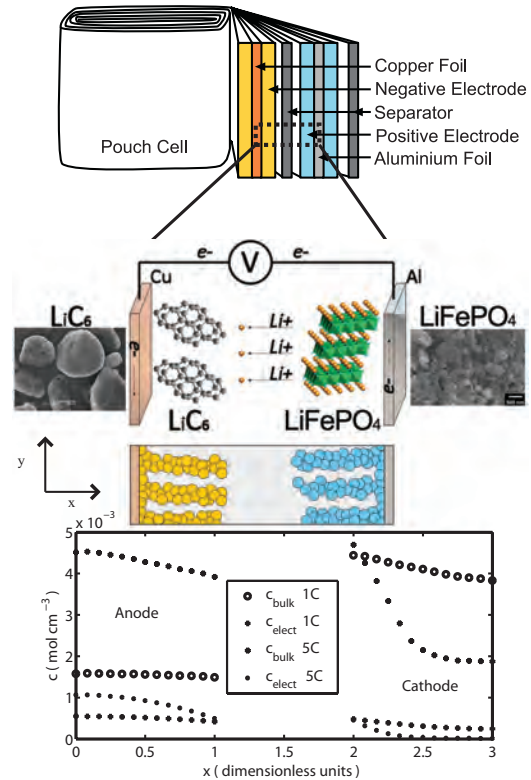 Copper Foil
Negative Electrode
Separator
Positive Electrode
Aluminium Foil
Pouch Cell
e-
V
e-
Cu
Al
LiC6
LiFePO4
e-
Li+
Li+
Li+
e-
LiC6
LiFePO4
y
x
x 10⁻³
5
4
3
2
1
0
c ( mol cm⁻³ )
Anode
Cathode
c_bulk 1C
c_elect 1C
c_bulk 5C
c_elect 5C
0 0.5 1 1.5 2 2.5 3
x ( dimensionless units )